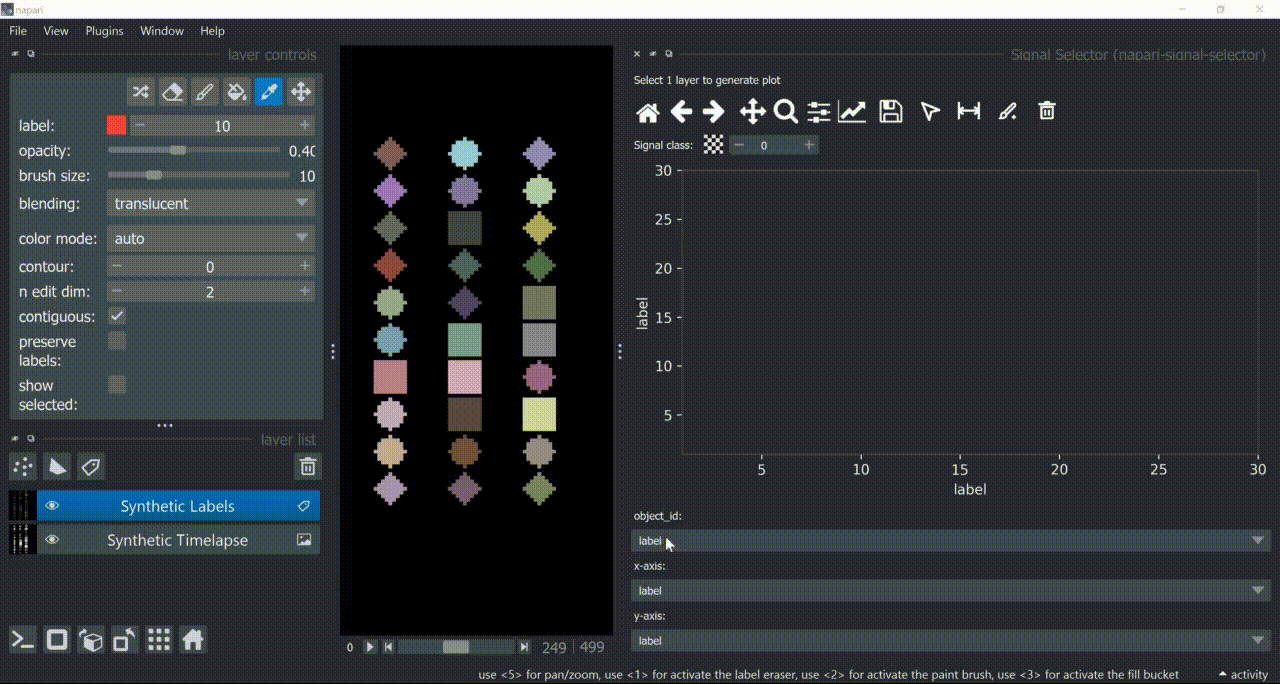 napari
File View Plugins Window Help
layer controls
label: 10
opacity: 0.40
brush size: 10
blending: translucent
color mode: auto
contour: 0
n edit dim: 2
contiguous:
preserve
labels:
show
selected:
layer list
Synthetic Labels
Synthetic Timelapse
0 249 499
Signal Selector (napari-signal-selector)
Select 1 layer to generate plot
Signal class: 0
30
25
20
15
10
5
label
5 10 15 20 25 30
label
object_id:
label
x-axis:
label
y-axis:
label
use <5> for pan/zoom, use <1> for activate the label eraser, use <2> for activate the paint brush, use <3> for activate the fill bucket
activity